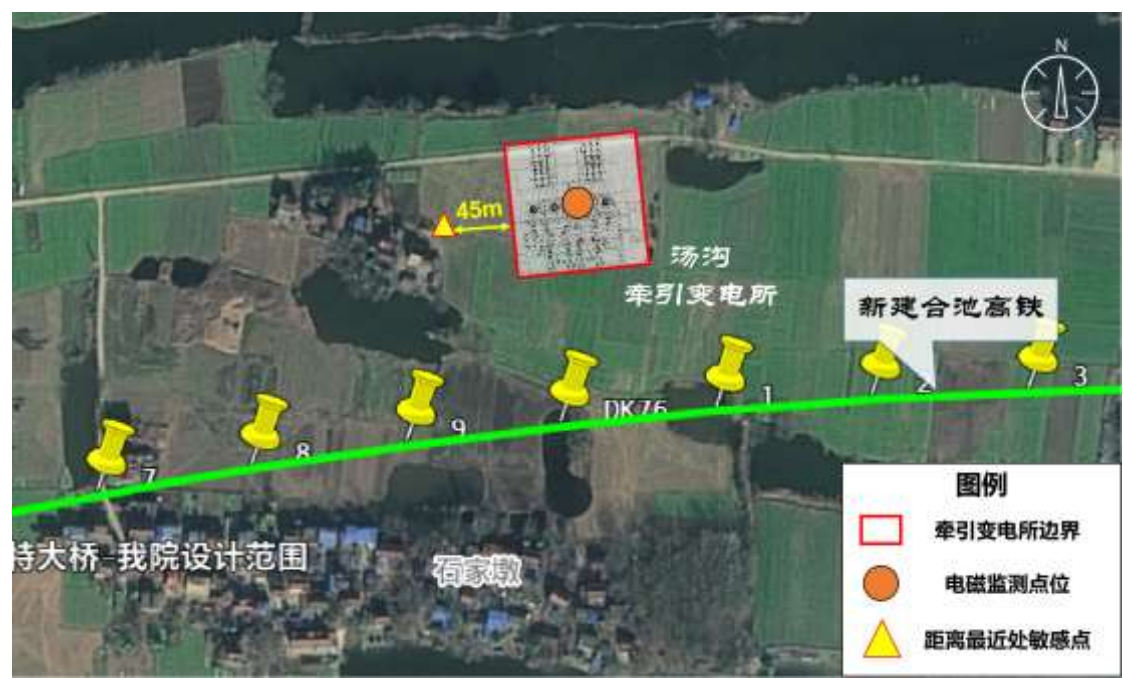 N
45m
汤沟
牵引变电所
新建合池高铁
3
2
1
DK76
9
8
7
特大桥-我院设计范围
石家墩
图例
牵引变电所边界
电磁监测点位
距离最近处敏感点